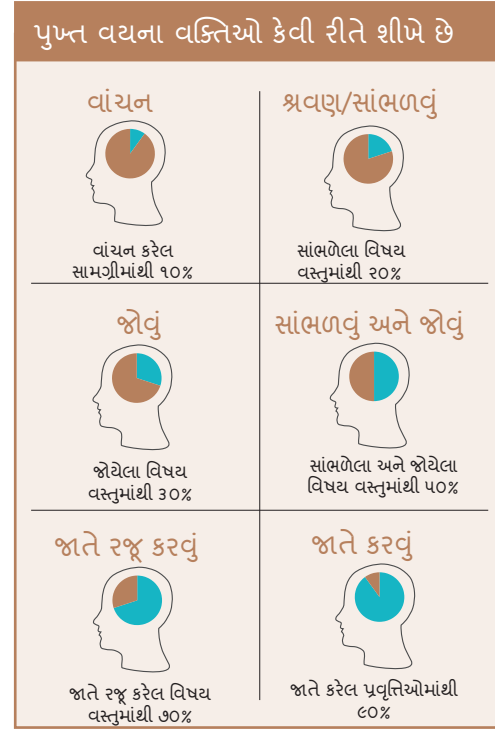 પુખ્ત વયના વ્યક્તિઓ કેવી રીતે શીખે છે
વાંચન
વાંચન કરેલ
સામગ્રીમાંથી ૧૦%
શ્રવણ/સાંભળવું
સાંભળેલા વિષય
વસ્તુમાંથી ૨૦%
જોવું
જોયેલા વિષય
વસ્તુમાંથી ૩૦%
સાંભળવું અને જોવું
સાંભળેલા અને જોયેલા
વિષય વસ્તુમાંથી ૫૦%
જાતે રજૂ કરવું
જાતે રજૂ કરેલ વિષય
વસ્તુમાંથી ૭૦%
જાતે કરવું
જાતે કરેલ પ્રવૃત્તિઓમાંથી
૯૦%